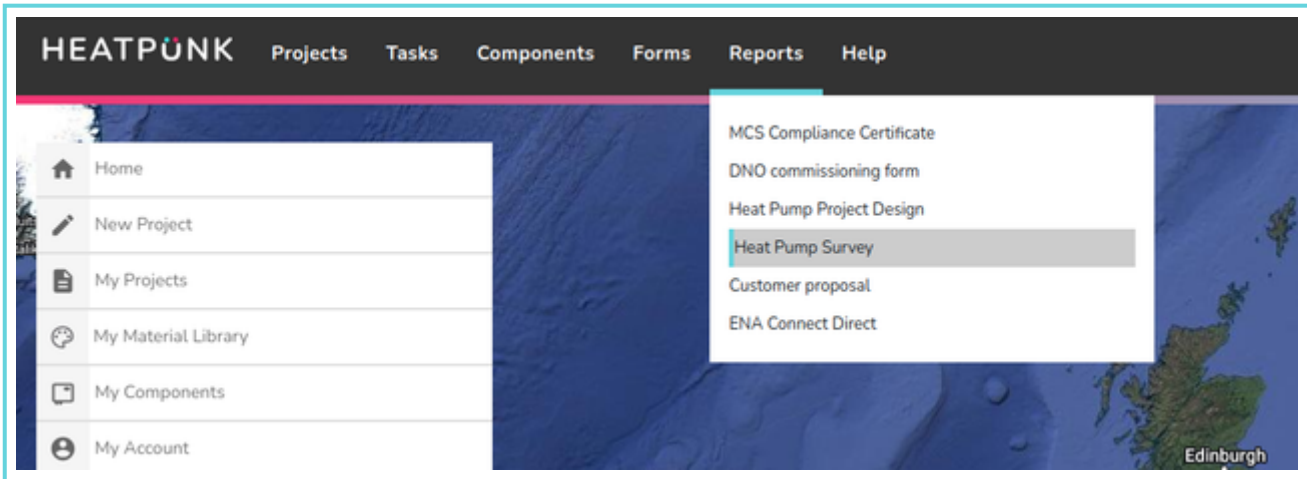 HEATPÜNK Projects Tasks Components Forms Reports Help
MCS Compliance Certificate
DNO commissioning form
Heat Pump Project Design
Heat Pump Survey
Customer proposal
ENA Connect Direct
Home
New Project
My Projects
My Material Library
My Components
My Account
Edinburgh